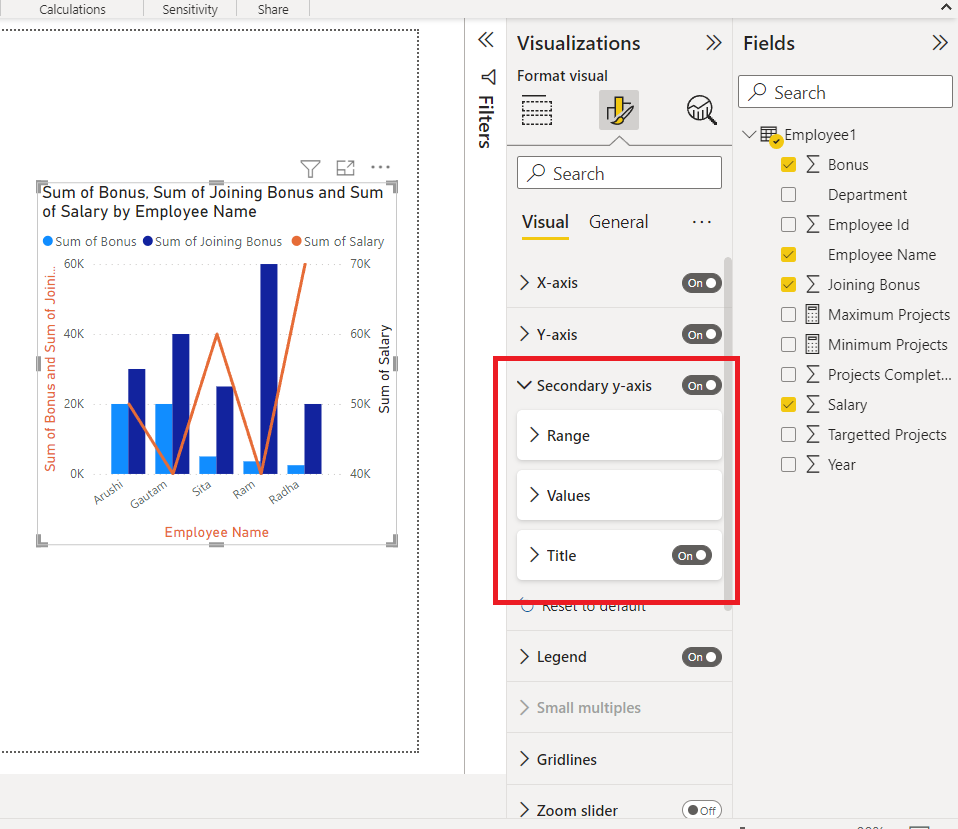 Calculations
Sensitivity
Share
Sum of Bonus, Sum of Joining Bonus and Sum
of Salary by Employee Name
Sum of Bonus
Sum of Joining Bonus
Sum of Salary
Sum of Bonus and Sum of Joini...
60K
40K
20K
0K
70K
60K
50K
40K
Sum of Salary
Arushi
Gautam
Sita
Ram
Radha
Employee Name
Filters
Visualizations
Format visual
Search
Visual
General
X-axis
On
Y-axis
On
Secondary y-axis
On
Range
Values
Title
On
Reset to default
Legend
On
Small multiples
Gridlines
Zoom slider
Off
Fields
Search
Employee1
Bonus
Department
Employee Id
Employee Name
Joining Bonus
Maximum Projects
Minimum Projects
Projects Complet...
Salary
Targetted Projects
Year